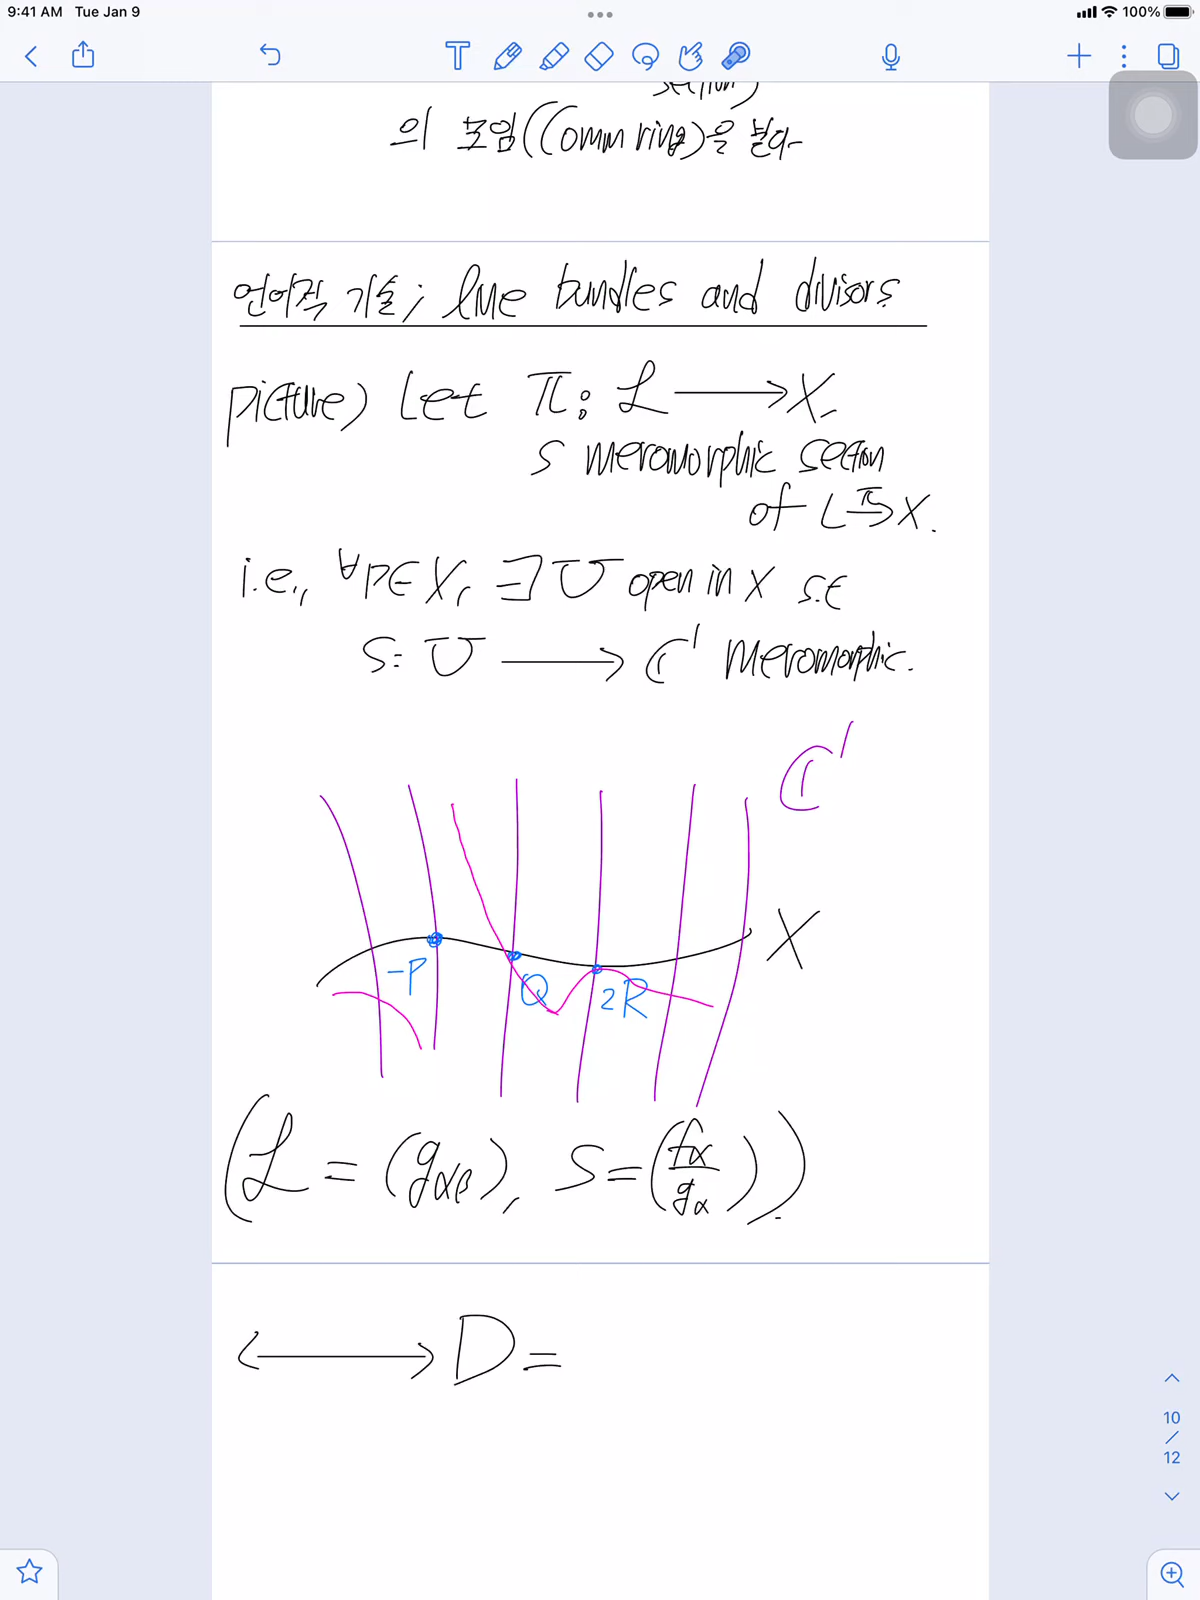 9:41 AM Tue Jan 9
100%
의 모임(Comm ring)을 본다-
언어적 기술; line bundles and divisors
picture) Let π: ℒ ⟶ X.
S meromorphic section
of L →π X.
i.e., ∀p∈X, ∃ U open in X s.t
S: U ⟶ ℂ¹ meromorphic.
ℂ¹
X
-P
Q
2R
(ℒ = (gαβ), S=(fα/gα)).
⟷ D =
10
/
12